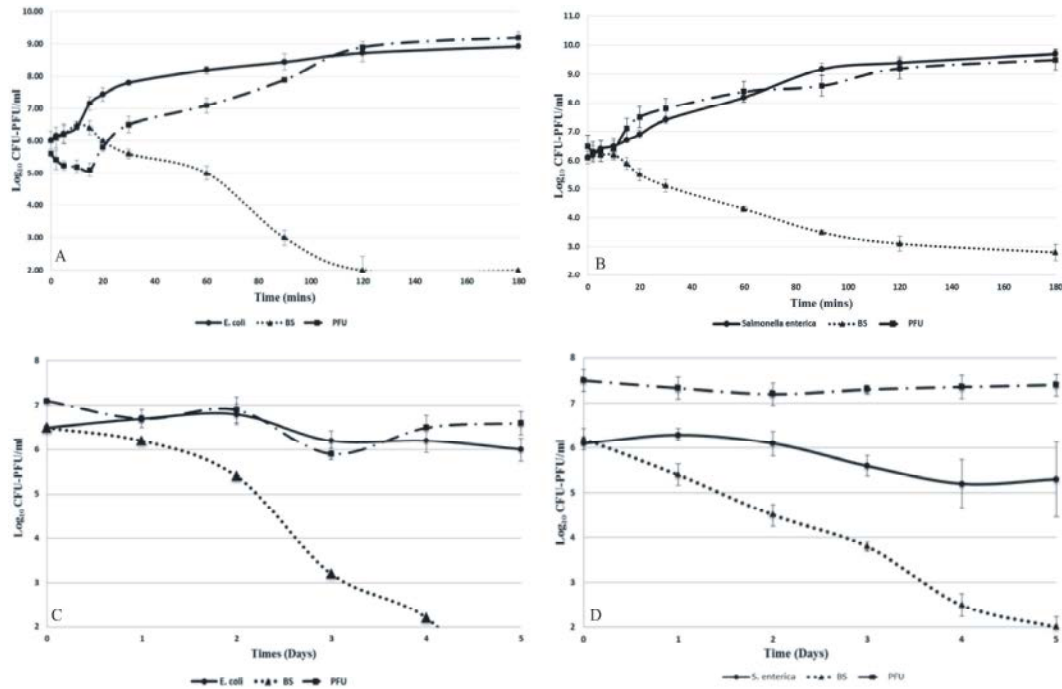 A
10.00
9.00
8.00
7.00
6.00
5.00
4.00
3.00
2.00
Log₁₀ CFU-PFU/ml
0 20 40 60 80 100 120 140 160 180
Time (mins)
E. coli BS PFU
B
11.0
10.0
9.0
8.0
7.0
6.0
5.0
4.0
3.0
2.0
1.0
Log₁₀ CFU-PFU/ml
0 20 40 60 80 100 120 140 160 180
Time (mins)
Salmonella enterica BS PFU
C
8
7
6
5
4
3
2
Log₁₀ CFU-PFU/ml
0 1 2 3 4 5
Times (Days)
E. coli BS PFU
D
8
7
6
5
4
3
2
Log₁₀ CFU-PFU/ml
0 1 2 3 4 5
Time (Days)
S. enterica BS PFU